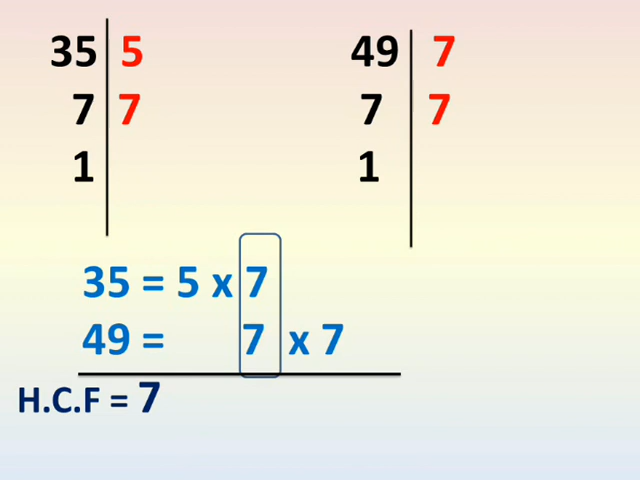 35 5
7 7
1
49 7
7 7
1
35 = 5 x 7
49 = 7 x 7
H.C.F = 7